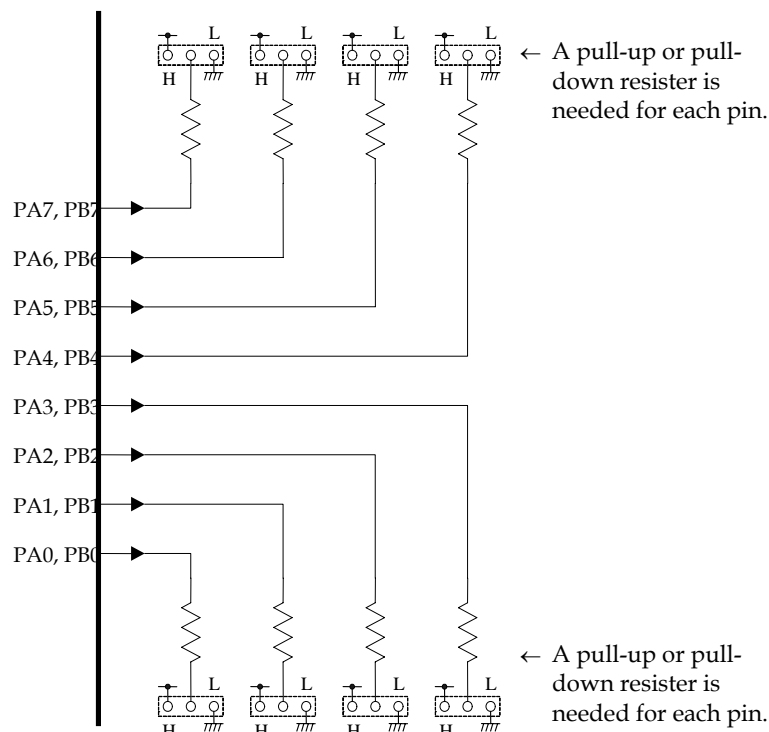 L L L L
H H H H
← A pull-up or pull-
down resister is
needed for each pin.
PA7, PB7
PA6, PB6
PA5, PB5
PA4, PB4
PA3, PB3
PA2, PB2
PA1, PB1
PA0, PB0
← A pull-up or pull-
down resister is
needed for each pin.
L L L L
H H H H